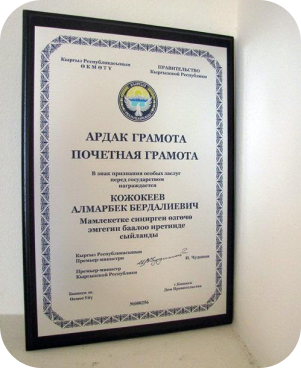 Кыргыз Республикасынын ПРАВИТЕЛЬСТВО
ӨКМӨТҮ Кыргызской Республики
АРДАК ГРАМОТА
ПОЧЕТНАЯ ГРАМОТА
В знак признания особых заслуг
перед государством
награждается
КОЖОКЕЕВ
АЛМАРБЕК БЕРДАЛИЕВИЧ
Мамлекетке сиңирген өзгөчө
эмгегин баалоо иретинде
сыйланды
Кыргыз Республикасынын
Премьер-министри Н. Чудинов
Премьер-министр
Кыргызской Республики
г.Бишкек
Дом Правительства